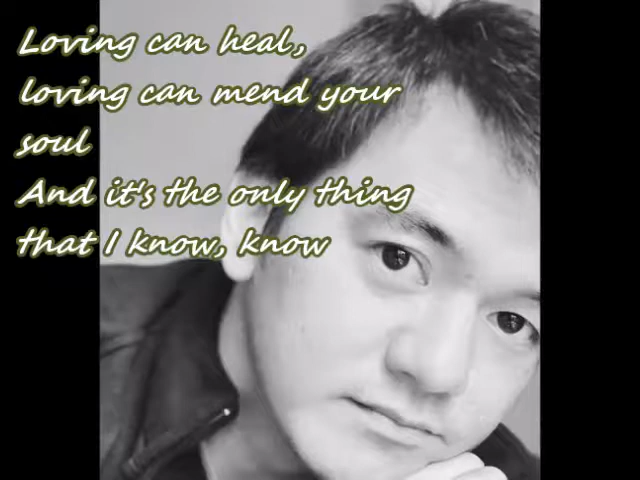 Loving can heal,
loving can mend your
soul
And it's the only thing
that I know, know